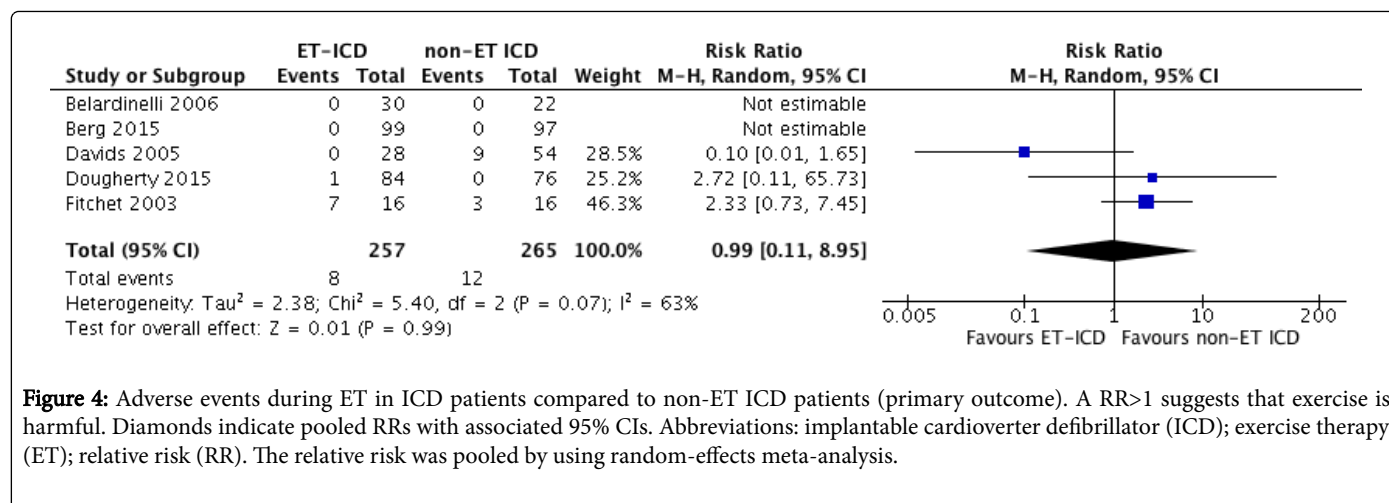 ET-ICD non-ET ICD Risk Ratio Risk Ratio
Study or Subgroup Events Total Events Total Weight M-H, Random, 95% CI M-H, Random, 95% CI
Belardinelli 2006 0 30 0 22 Not estimable
Berg 2015 0 99 0 97 Not estimable
Davids 2005 0 28 9 54 28.5% 0.10 [0.01, 1.65]
Dougherty 2015 1 84 0 76 25.2% 2.72 [0.11, 65.73]
Fitchet 2003 7 16 3 16 46.3% 2.33 [0.73, 7.45]
Total (95% CI) 257 265 100.0% 0.99 [0.11, 8.95]
Total events 8 12
Heterogeneity: Tau² = 2.38; Chi² = 5.40, df = 2 (P = 0.07); I² = 63%
Test for overall effect: Z = 0.01 (P = 0.99)
0.005 0.1 1 10 200
Favours ET-ICD Favours non-ET ICD
Figure 4: Adverse events during ET in ICD patients compared to non-ET ICD patients (primary outcome). A RR>1 suggests that exercise is
harmful. Diamonds indicate pooled RRs with associated 95% CIs. Abbreviations: implantable cardioverter defibrillator (ICD); exercise therapy
(ET); relative risk (RR). The relative risk was pooled by using random-effects meta-analysis.